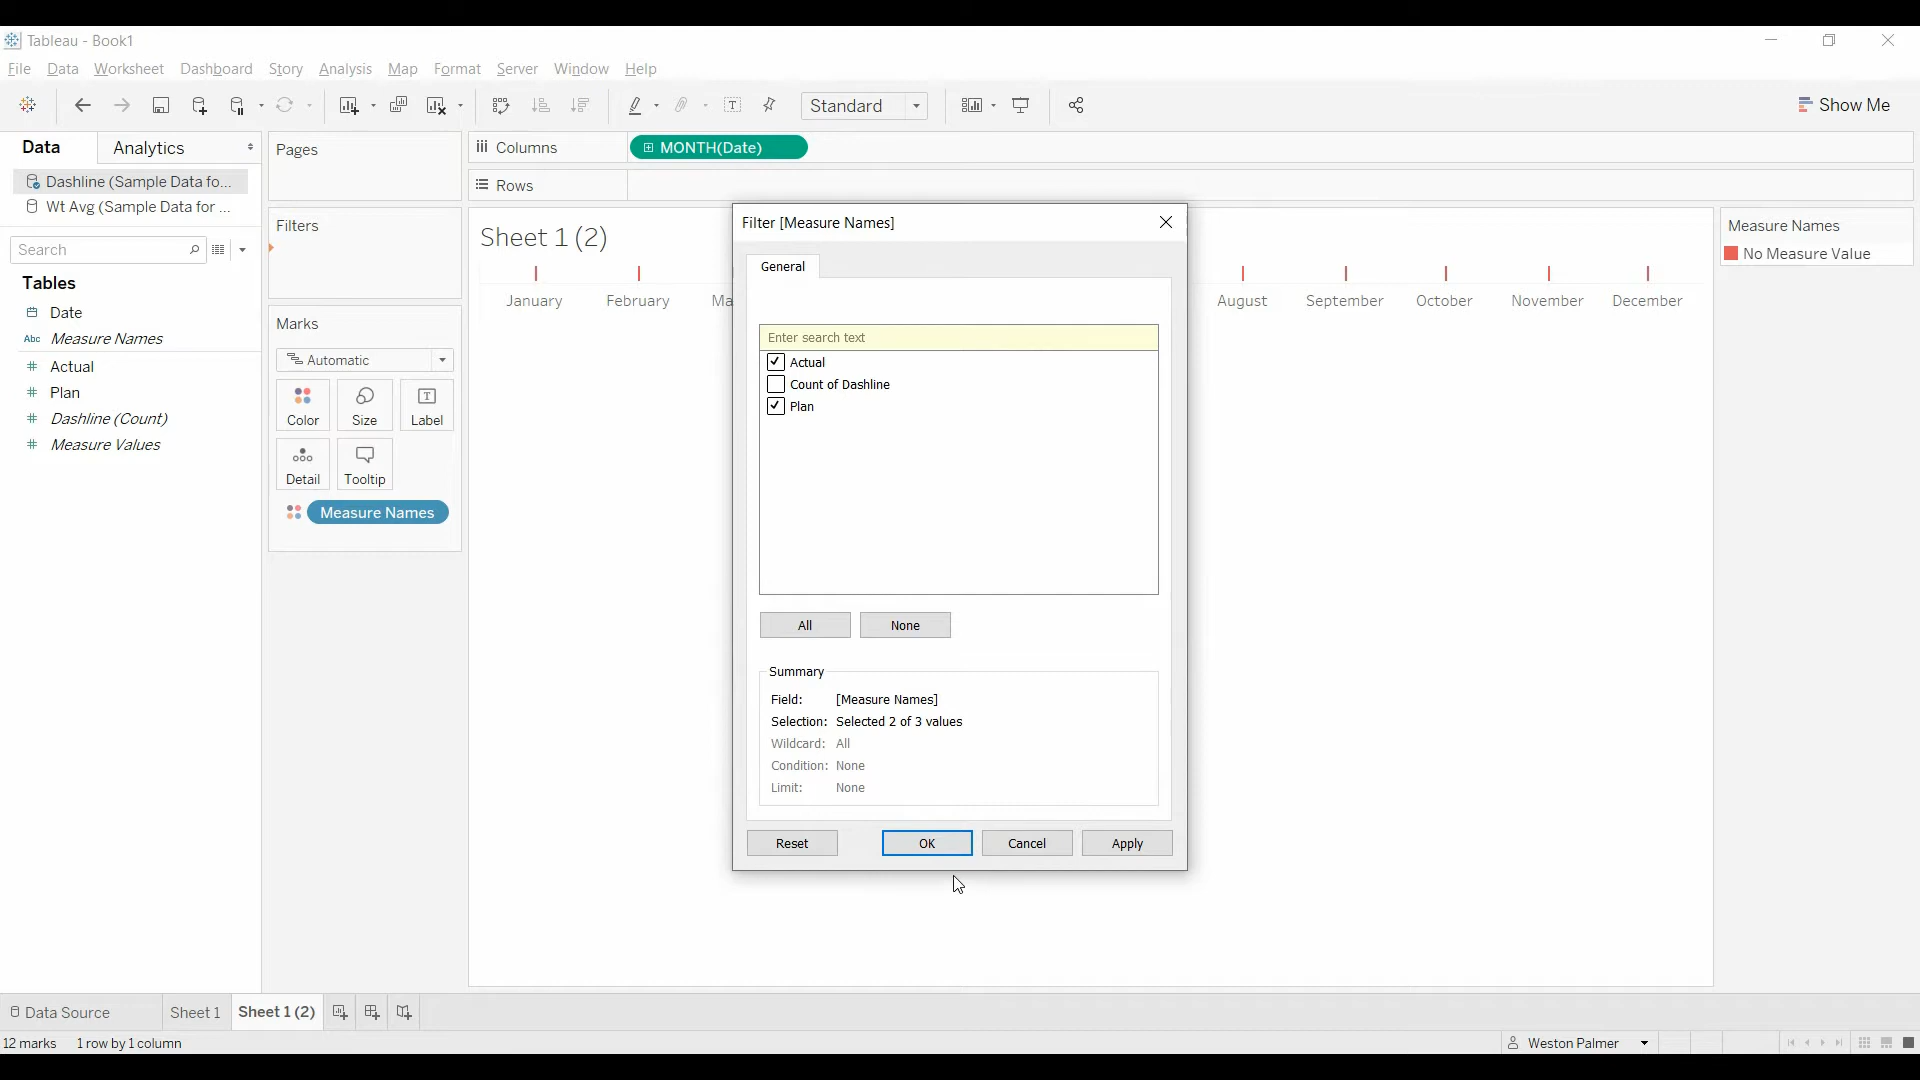 Tableau - Book1
File Data Worksheet Dashboard Story Analysis Map Format Server Window Help
Standard
Show Me
Data
Analytics
Pages
Columns
MONTH(Date)
Dashline (Sample Data fo...
Wt Avg (Sample Data for ...
Rows
Filters
Filter [Measure Names]
Measure Names
No Measure Value
Sheet 1 (2)
Search
General
Tables
January February Ma August September October November December
Date
Measure Names
Actual
Plan
Dashline (Count)
Measure Values
Marks
Automatic
Color Size Label
Detail Tooltip
Measure Names
Enter search text
Actual
Count of Dashline
Plan
All None
Summary
Field: [Measure Names]
Selection: Selected 2 of 3 values
Wildcard: All
Condition: None
Limit: None
Reset OK Cancel Apply
Data Source Sheet 1 Sheet 1 (2)
12 marks 1 row by 1 column
Weston Palmer